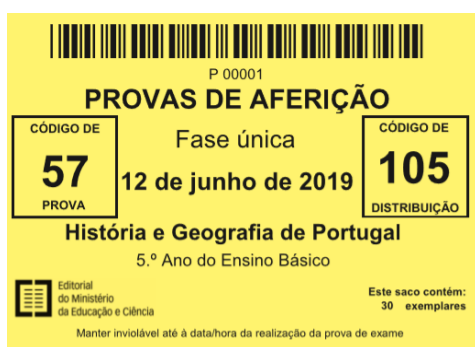 P 00001
PROVAS DE AFERIÇÃO
CÓDIGO DE
57
PROVA
Fase única
12 de junho de 2019
CÓDIGO DE
105
DISTRIBUIÇÃO
História e Geografia de Portugal
5.º Ano do Ensino Básico
Editorial
do Ministério
da Educação e Ciência
Este saco contém:
30 exemplares
Manter inviolável até à data/hora da realização da prova de exame